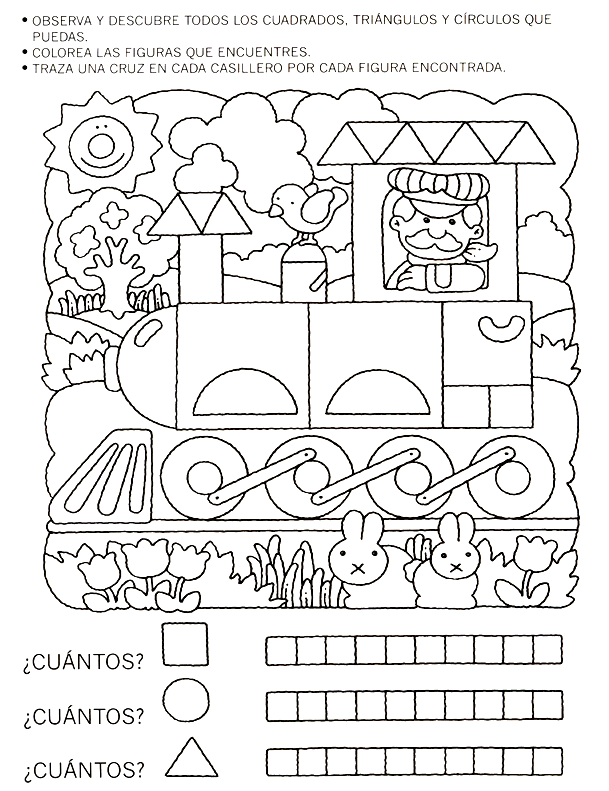 • OBSERVA Y DESCUBRE TODOS LOS CUADRADOS, TRIÁNGULOS Y CÍRCULOS QUE
PUEDAS.
• COLOREA LAS FIGURAS QUE ENCUENTRES.
• TRAZA UNA CRUZ EN CADA CASILLERO POR CADA FIGURA ENCONTRADA.
¿CUÁNTOS?
¿CUÁNTOS?
¿CUÁNTOS?